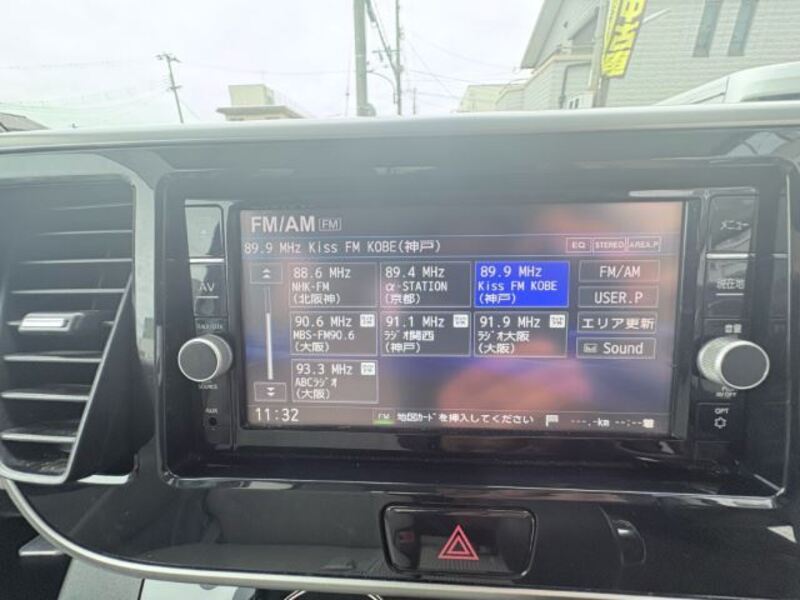 FM/AM FM
89.9 MHz Kiss FM KOBE(神戸) EQ STEREO AREA.P
88.6 MHz
NHK-FM
(北阪神)
89.4 MHz
α-STATION
(京都)
89.9 MHz
Kiss FM KOBE
(神戸)
FM/AM
USER.P
90.6 MHz
MBS-FM90.6
(大阪)
91.1 MHz
ラジオ関西
(神戸)
91.9 MHz
ラジオ大阪
(大阪)
エリア更新
Sound
93.3 MHz
ABCラジオ
(大阪)
11:32
FM 地図カードを挿入してください ---.-km --:--
AV
SOURCE
AUX
メニュー
現在地
音量
OPT